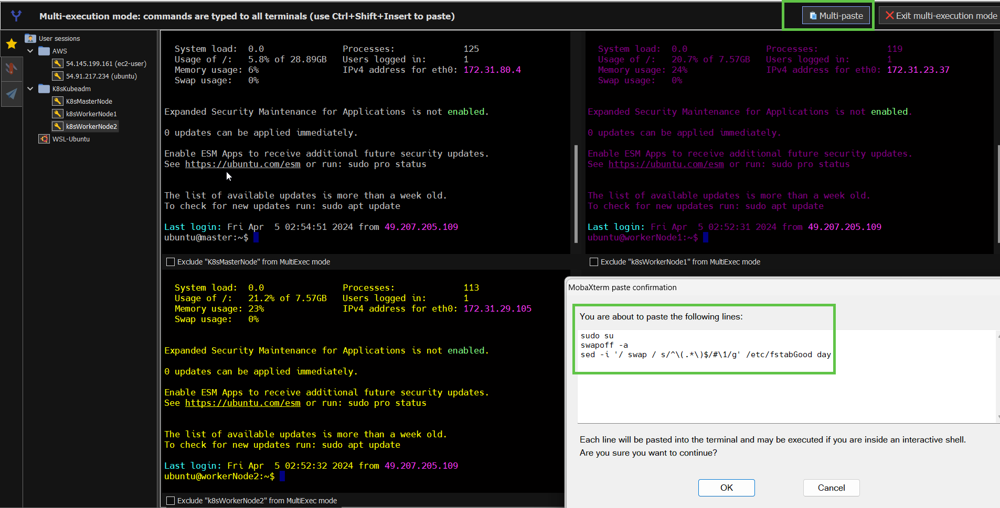 Multi-execution mode: commands are typed to all terminals (use Ctrl+Shift+Insert to paste)
Multi-paste
Exit multi-execution mode
User sessions
AWS
54.145.199.161 (ec2-user)
54.91.217.234 (ubuntu)
K8sKubeadm
K8sMasterNode
k8sWorkerNode1
k8sWorkerNode2
WSL-Ubuntu
System load: 0.0 Processes: 125
Usage of /: 5.8% of 28.89GB Users logged in: 1
Memory usage: 6% IPv4 address for eth0: 172.31.80.4
Swap usage: 0%
Expanded Security Maintenance for Applications is not enabled.
0 updates can be applied immediately.
Enable ESM Apps to receive additional future security updates.
See https://ubuntu.com/esm or run: sudo pro status
The list of available updates is more than a week old.
To check for new updates run: sudo apt update
Last login: Fri Apr  5 02:54:51 2024 from 49.207.205.109
ubuntu@master:~$
Exclude "K8sMasterNode" from MultiExec mode
System load: 0.0 Processes: 119
Usage of /: 20.7% of 7.57GB Users logged in: 1
Memory usage: 24% IPv4 address for eth0: 172.31.23.37
Swap usage: 0%
Expanded Security Maintenance for Applications is not enabled.
0 updates can be applied immediately.
Enable ESM Apps to receive additional future security updates.
See https://ubuntu.com/esm or run: sudo pro status
The list of available updates is more than a week old.
To check for new updates run: sudo apt update
Last login: Fri Apr  5 02:52:31 2024 from 49.207.205.109
ubuntu@workerNode1:~$
Exclude "k8sWorkerNode1" from MultiExec mode
System load: 0.0 Processes: 113
Usage of /: 21.2% of 7.57GB Users logged in: 1
Memory usage: 23% IPv4 address for eth0: 172.31.29.105
Swap usage: 0%
Expanded Security Maintenance for Applications is not enabled.
0 updates can be applied immediately.
Enable ESM Apps to receive additional future security updates.
See https://ubuntu.com/esm or run: sudo pro status
The list of available updates is more than a week old.
To check for new updates run: sudo apt update
Last login: Fri Apr  5 02:52:32 2024 from 49.207.205.109
ubuntu@workerNode2:~$
Exclude "k8sWorkerNode2" from MultiExec mode
MobaXterm paste confirmation
You are about to paste the following lines:
sudo su
swapoff -a
sed -i '/ swap / s/^\(.*\)$/#\1/g' /etc/fstabGood day
Each line will be pasted into the terminal and may be executed if you are inside an interactive shell.
Are you sure you want to continue?
OK
Cancel